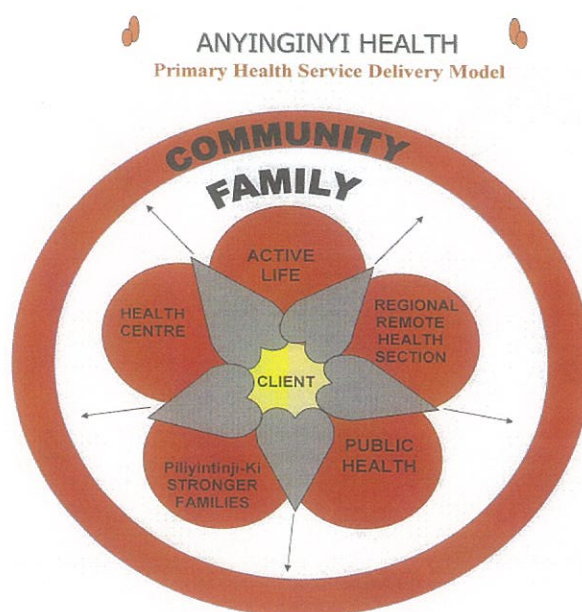 ANYINGINYI HEALTH
Primary Health Service Delivery Model
COMMUNITY
FAMILY
ACTIVE
LIFE
HEALTH
CENTRE
REGIONAL
REMOTE
HEALTH
SECTION
CLIENT
Piliyintinji-Ki
STRONGER
FAMILIES
PUBLIC
HEALTH